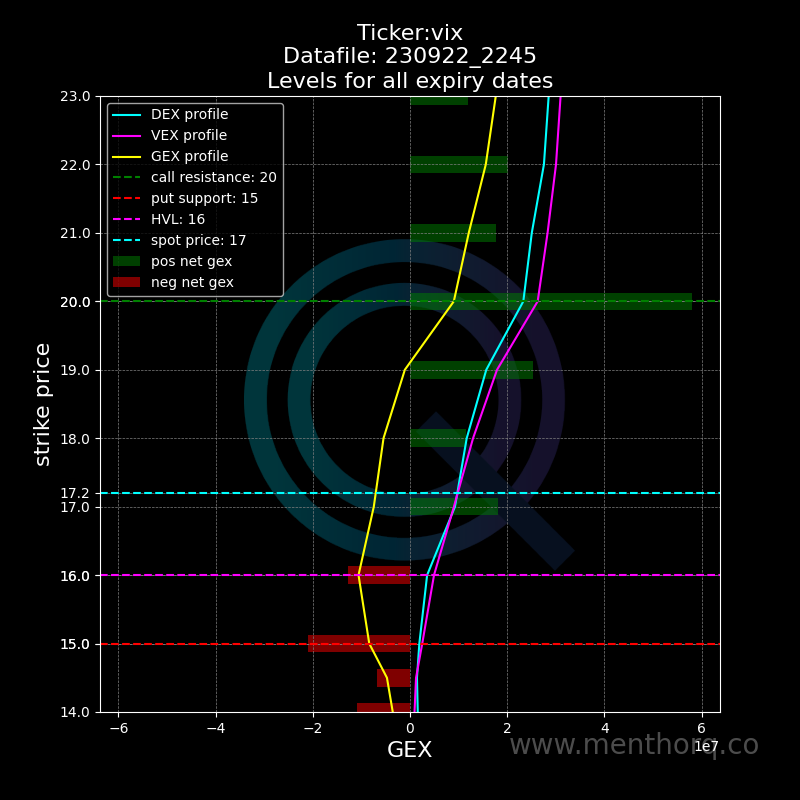 Ticker:vix
Datafile: 230922_2245
Levels for all expiry dates
DEX profile
VEX profile
GEX profile
call resistance: 20
put support: 15
HVL: 16
spot price: 17
pos net gex
neg net gex
23.0
22.0
21.0
20.0
19.0
18.0
17.2
17.0
16.0
15.0
14.0
strike price
−6 −4 −2 0 2 4 6
1e7
GEX
www.menthorq.co